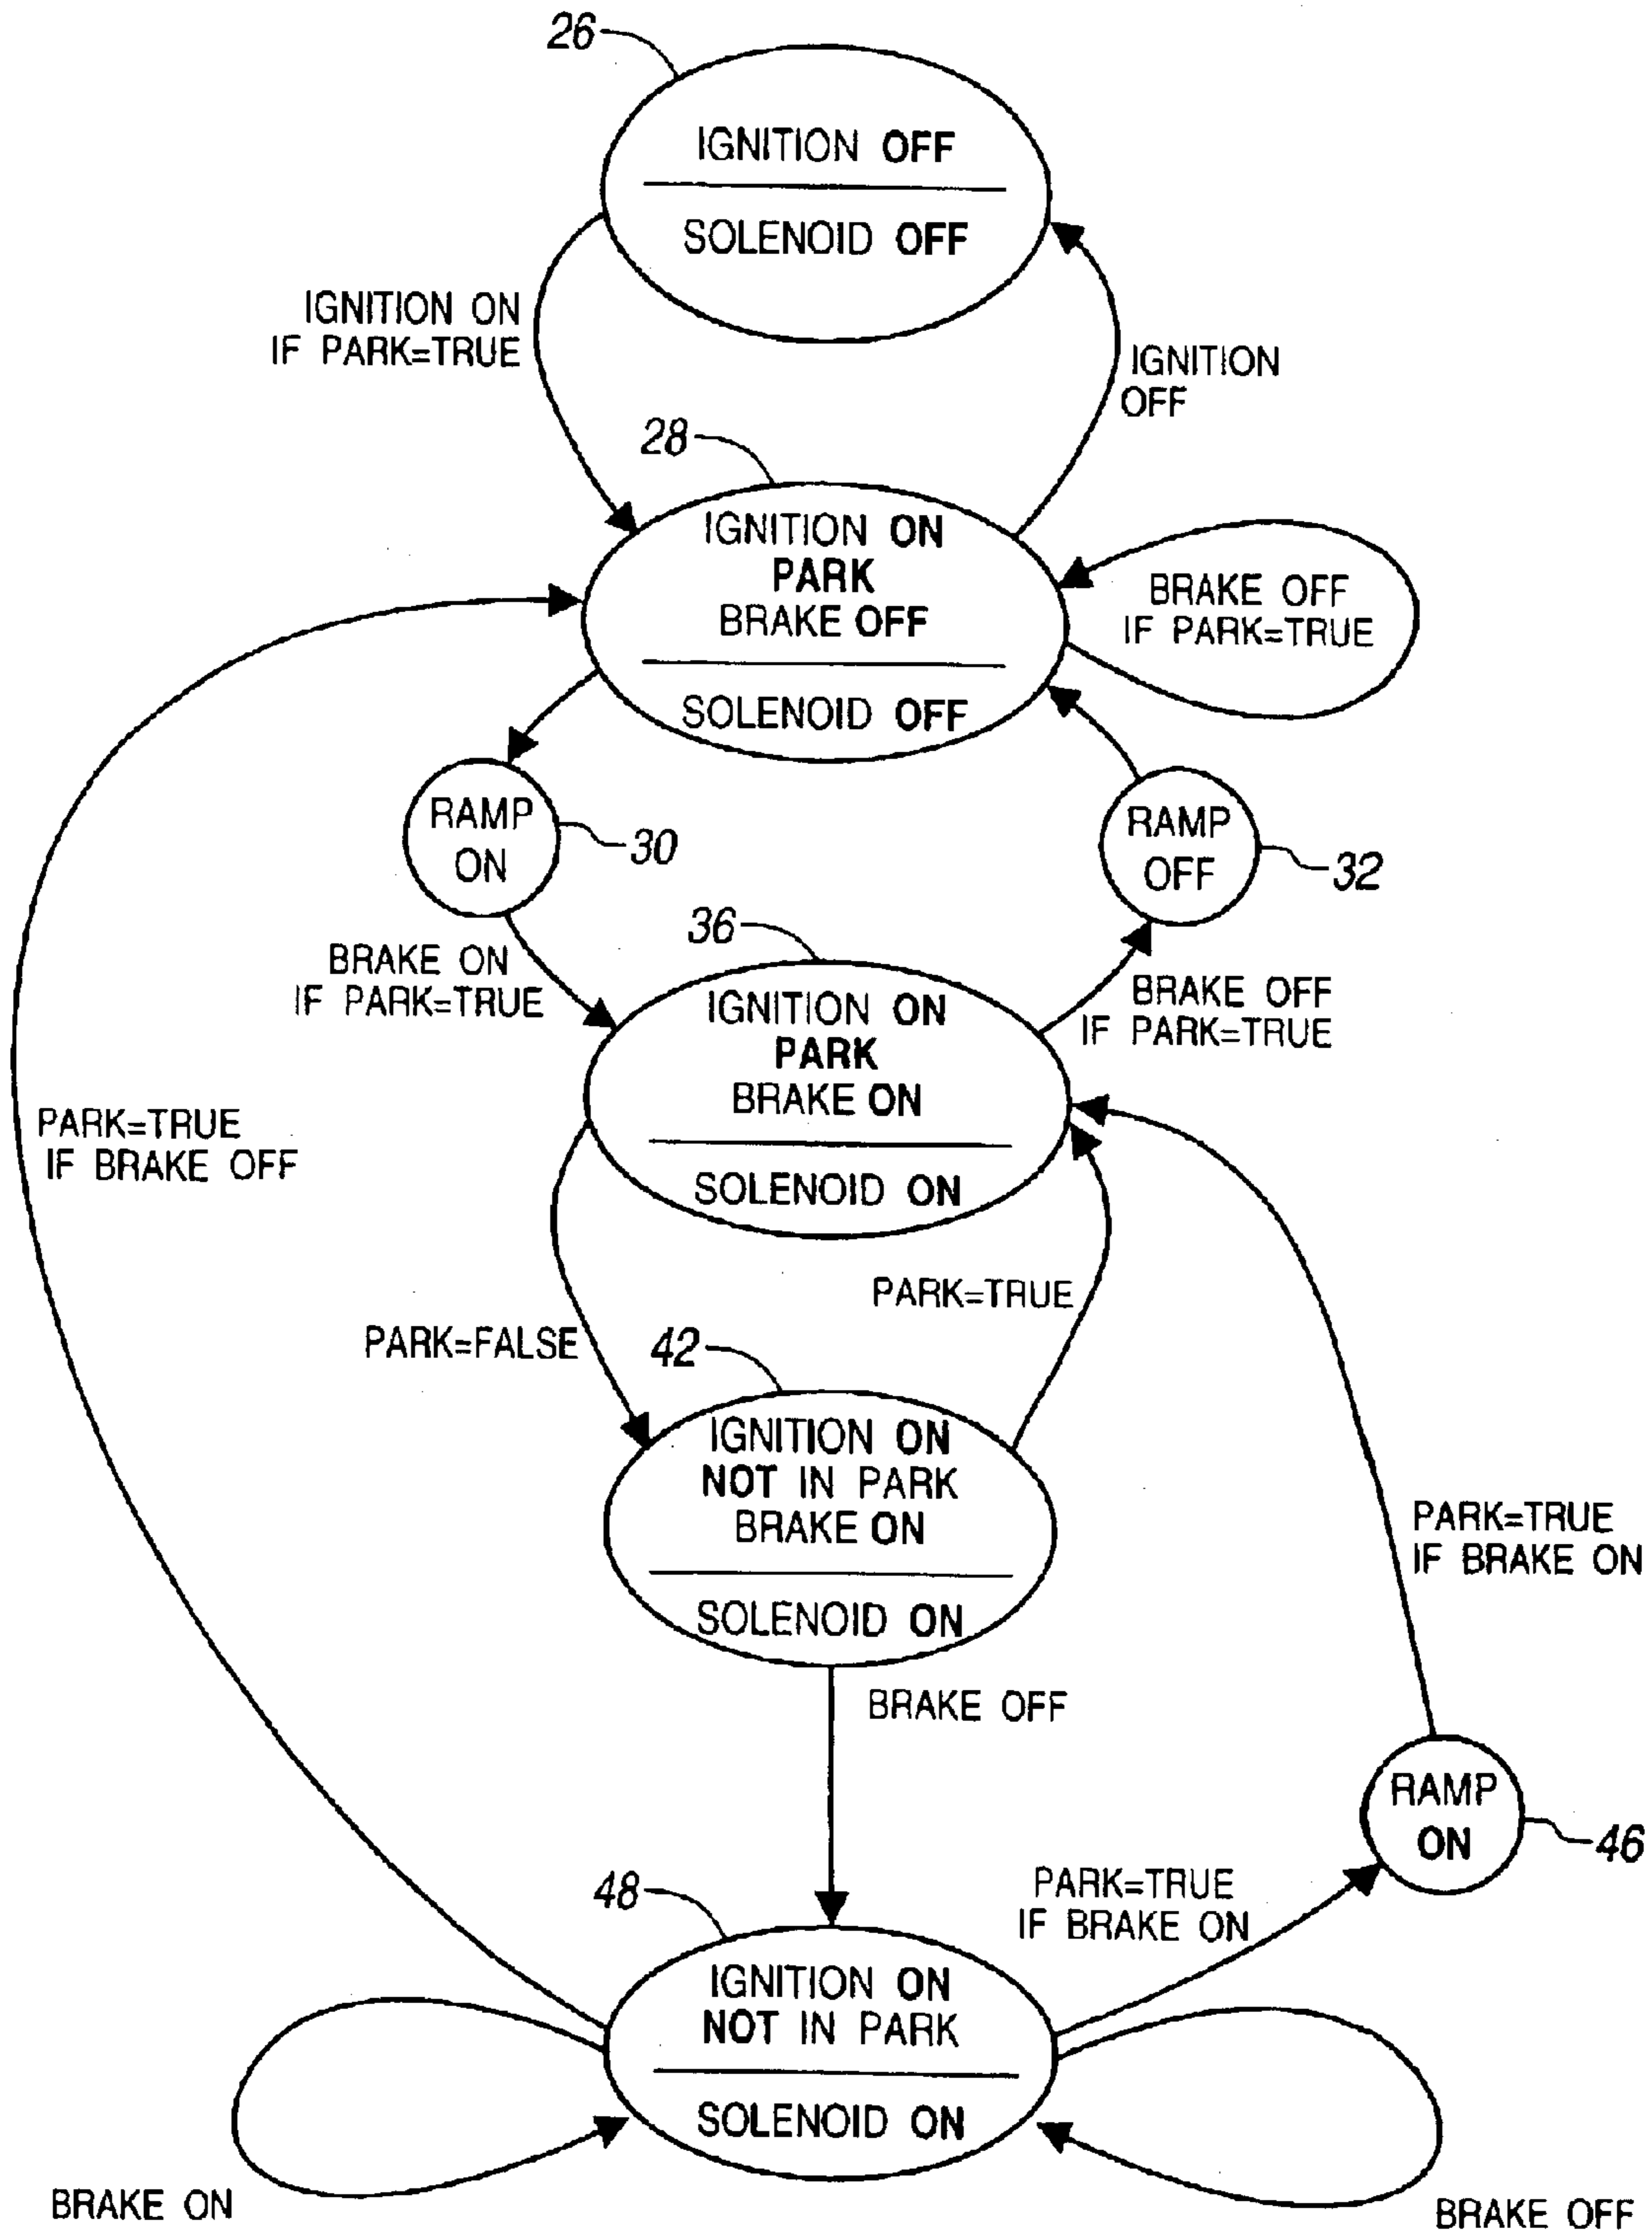 26
IGNITION OFF
SOLENOID OFF
IGNITION ON
IF PARK=TRUE
IGNITION
OFF
28
IGNITION ON
PARK
BRAKE OFF
SOLENOID OFF
BRAKE OFF
IF PARK=TRUE
RAMP
ON
30
RAMP
OFF
32
BRAKE ON
IF PARK=TRUE
36
IGNITION ON
PARK
BRAKE ON
SOLENOID ON
BRAKE OFF
IF PARK=TRUE
PARK=TRUE
IF BRAKE OFF
PARK=TRUE
PARK=FALSE
42
IGNITION ON
NOT IN PARK
BRAKE ON
SOLENOID ON
PARK=TRUE
IF BRAKE ON
BRAKE OFF
RAMP
ON
46
PARK=TRUE
IF BRAKE ON
48
IGNITION ON
NOT IN PARK
SOLENOID ON
BRAKE ON
BRAKE OFF